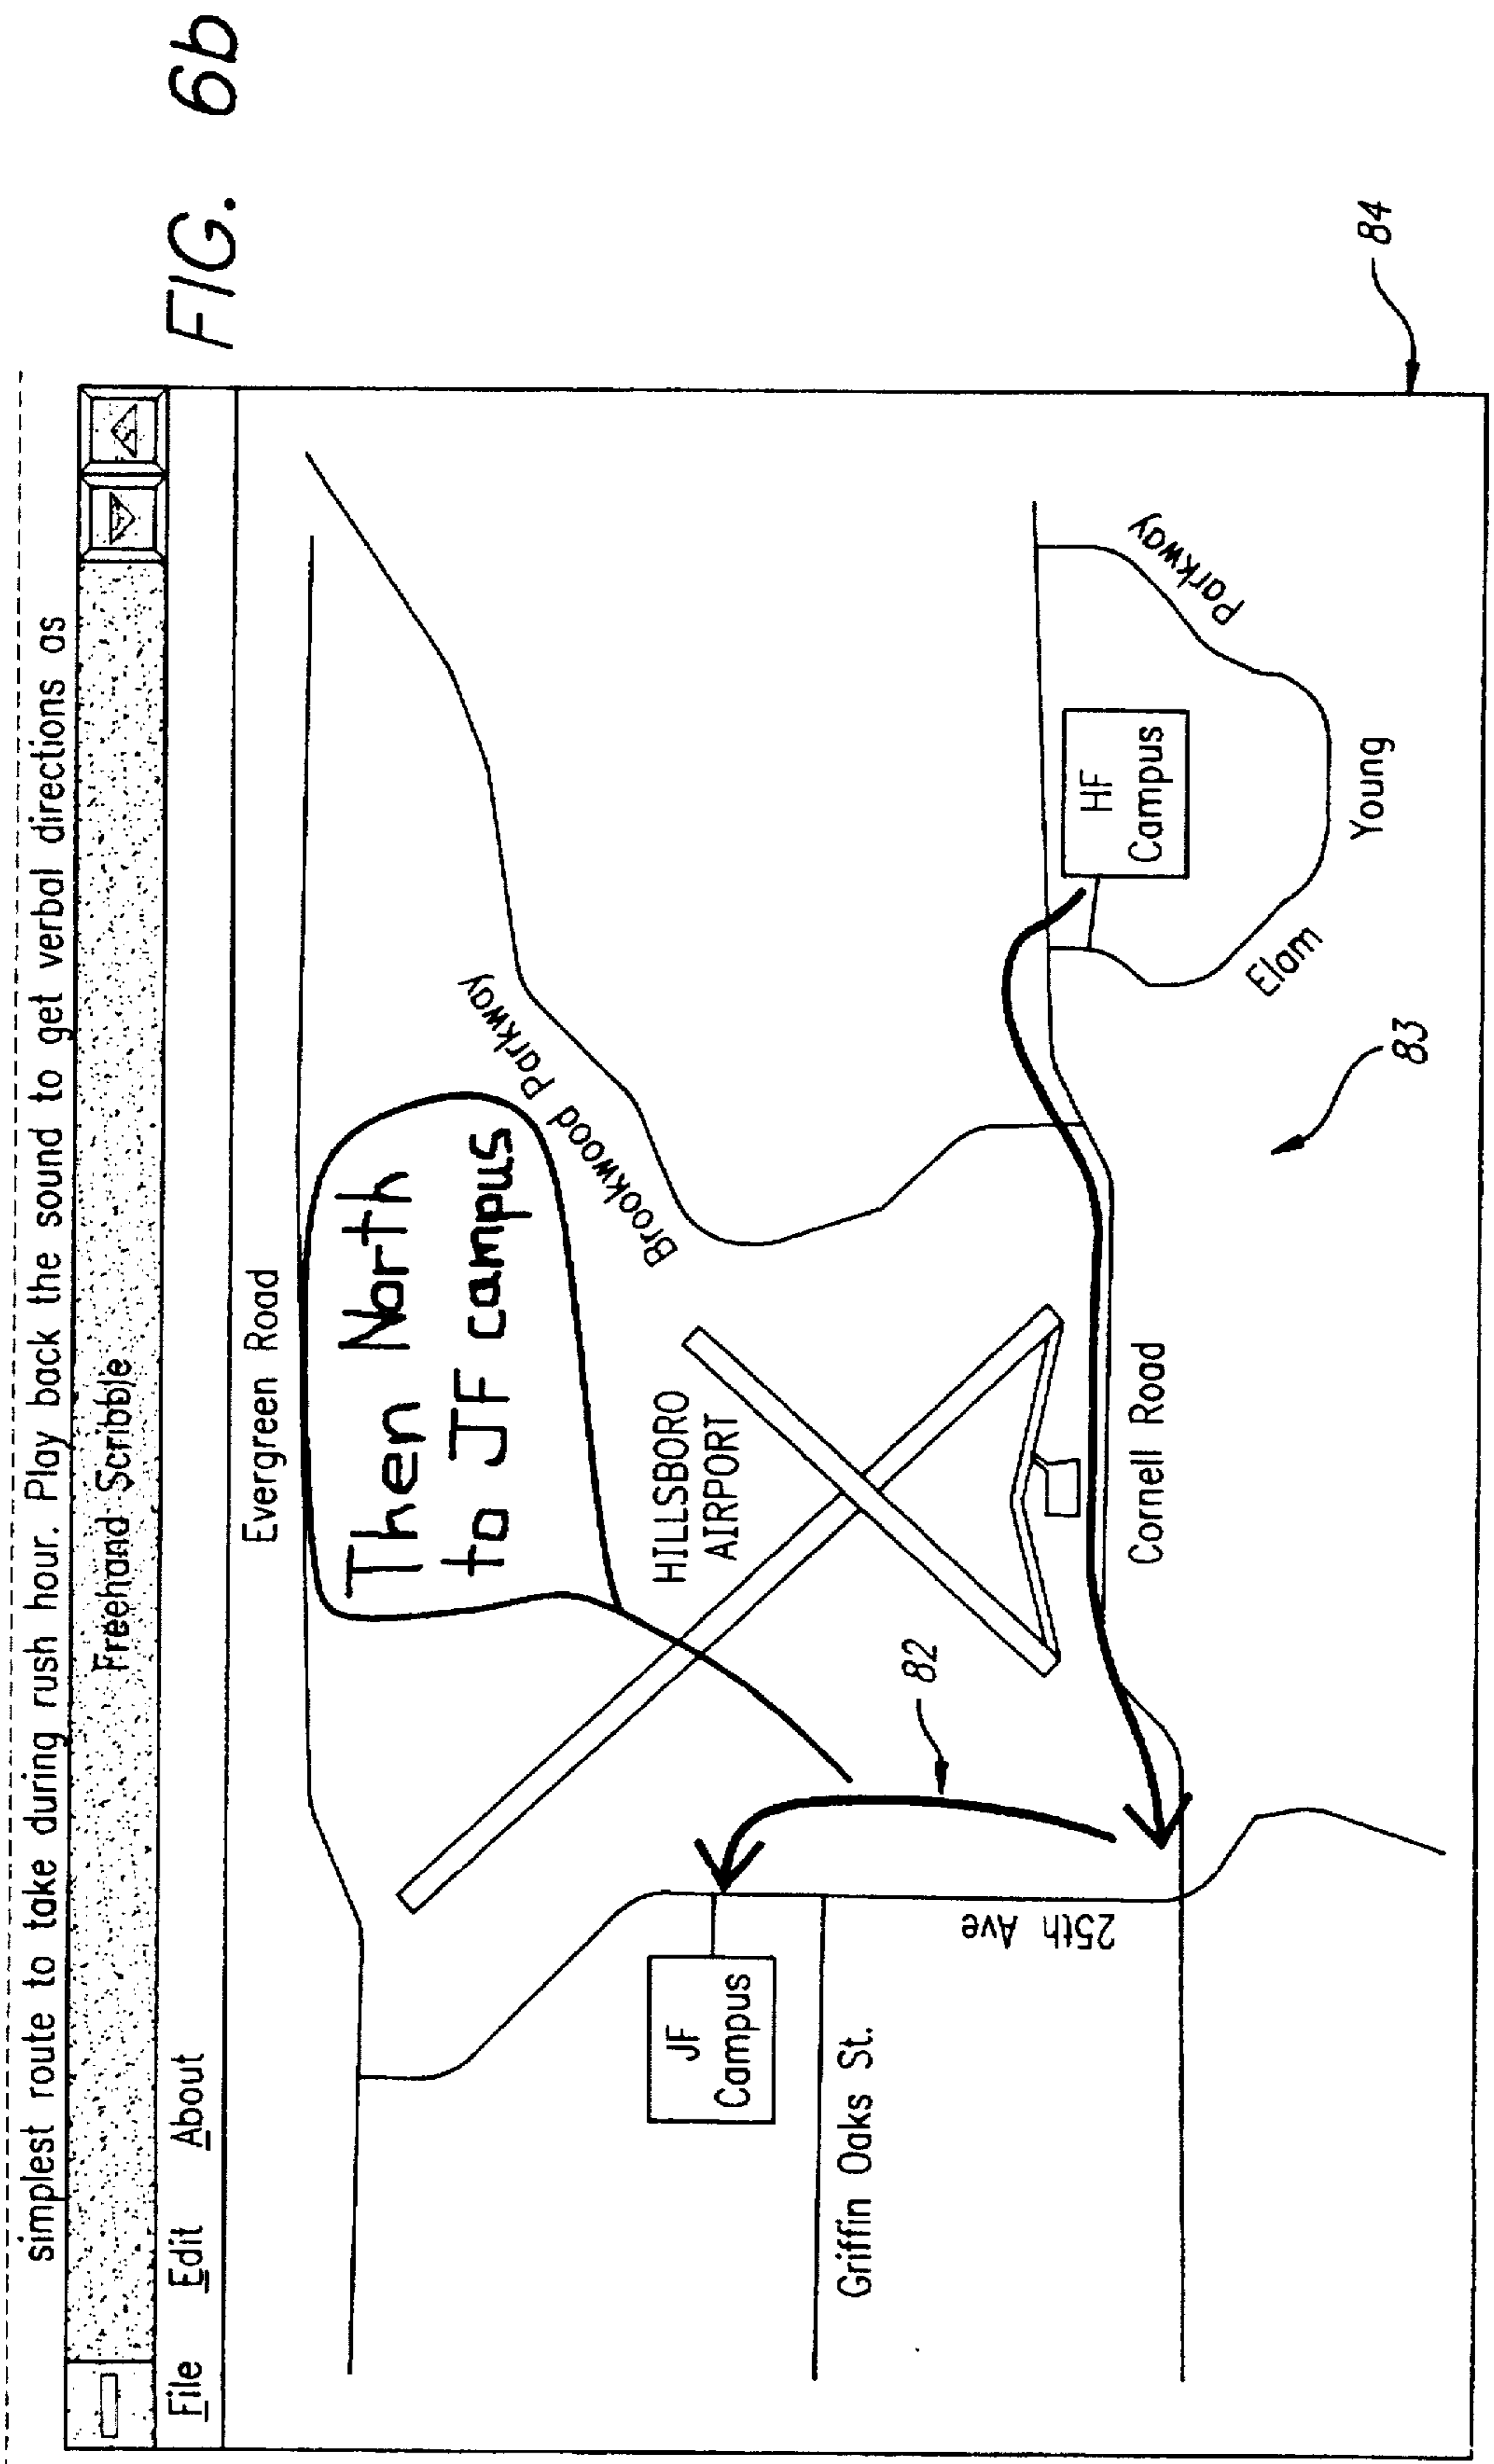 simplest route to take during rush hour. Play back the sound to get verbal directions as
Freehand Scribble
File Edit About
Evergreen Road
Then North
to JF campus
Brookwood Parkway
HILLSBORO
AIRPORT
JF
Campus
82
Griffin Oaks St.
25th Ave
HF
Campus
Parkway
Cornell Road
Elam
Young
83
84
FIG. 6b